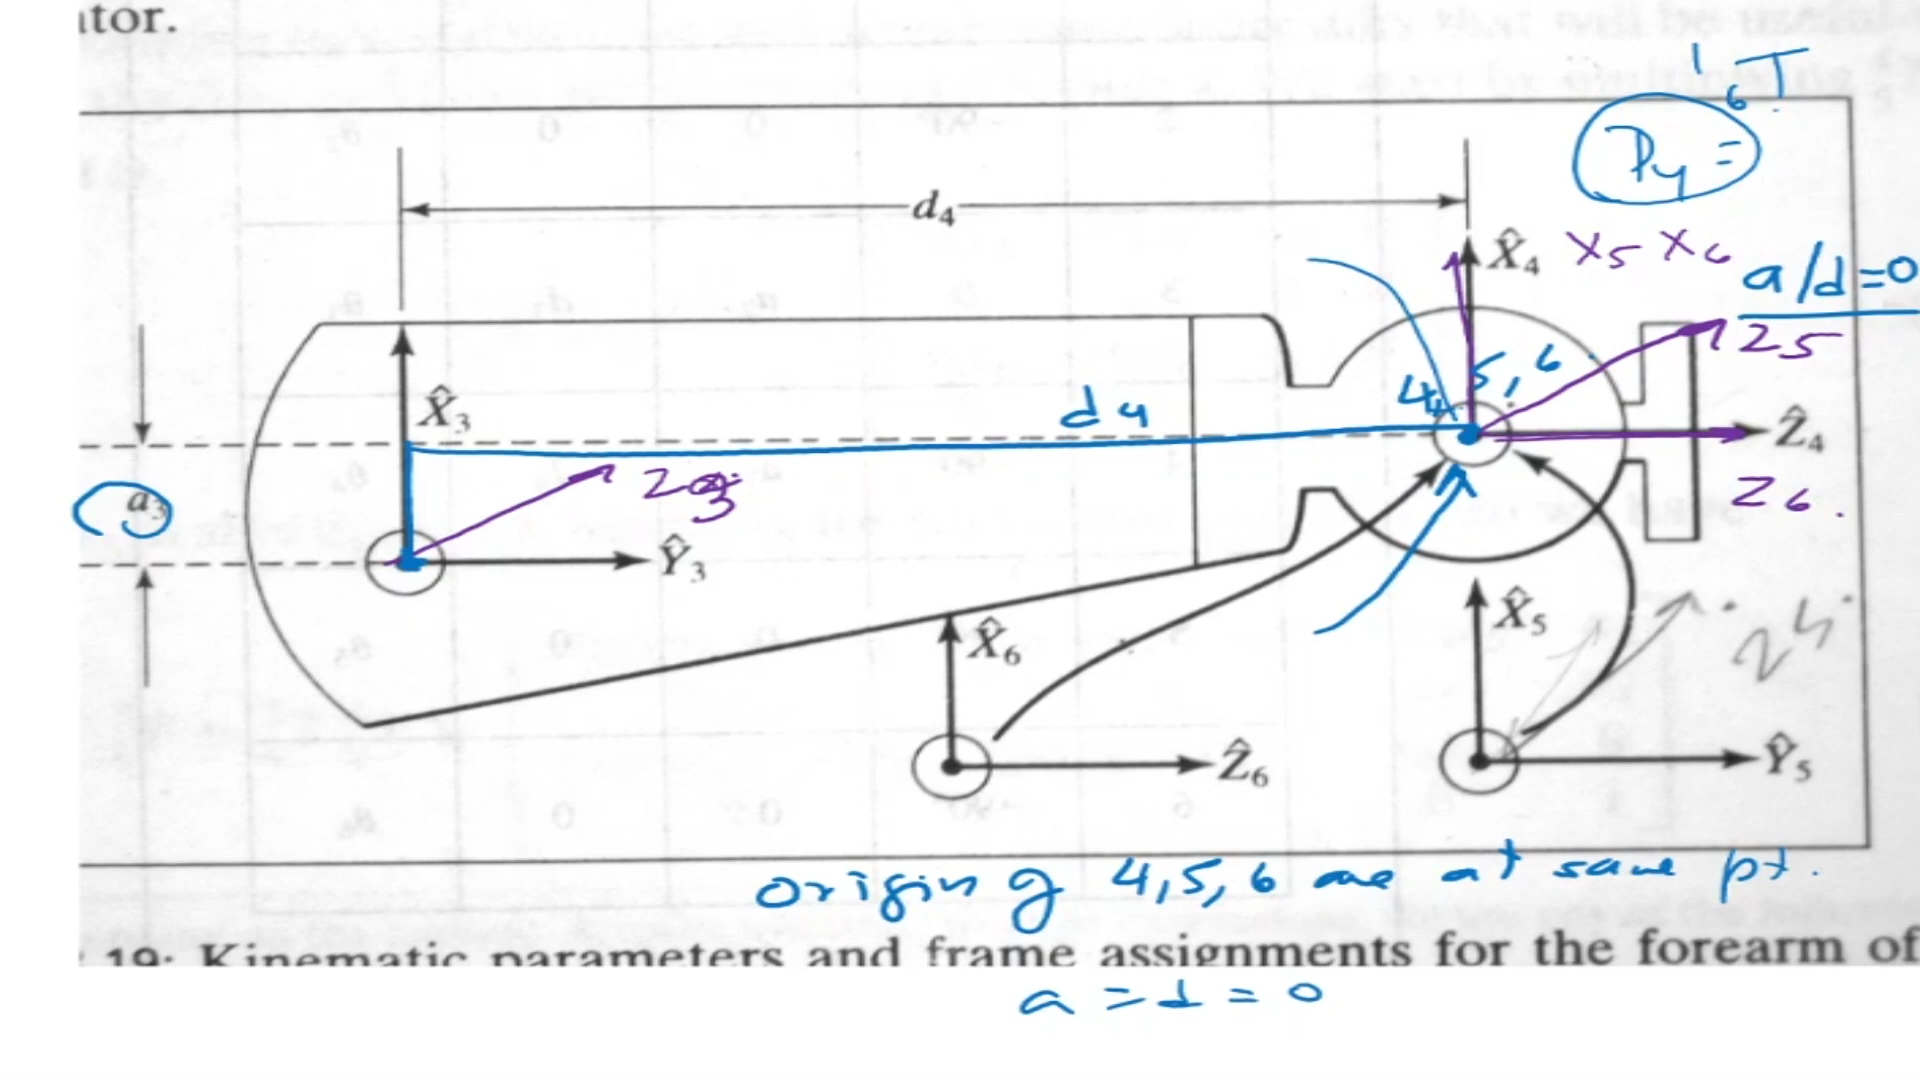 ator.
¹₆T
Py =
d₄
X̂₄ X5 X6
a/d=0
Z5
X̂₃
d4
4, 5, 6
Ẑ₄
a₃
Z3
Ŷ₃
Z6.
X̂₆
X̂₅
Z5
Ẑ₆
Ŷ₅
origin of 4,5,6 are at same pt.
19: Kinematic parameters and frame assignments for the forearm of
a = d = 0